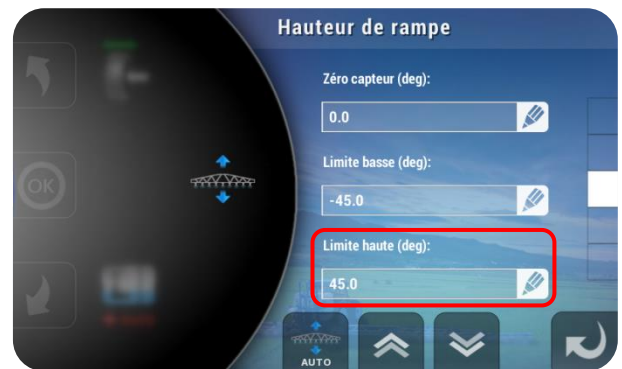 Hauteur de rampe
Zéro capteur (deg):
0.0
Limite basse (deg):
-45.0
OK
Limite haute (deg):
45.0
AUTO